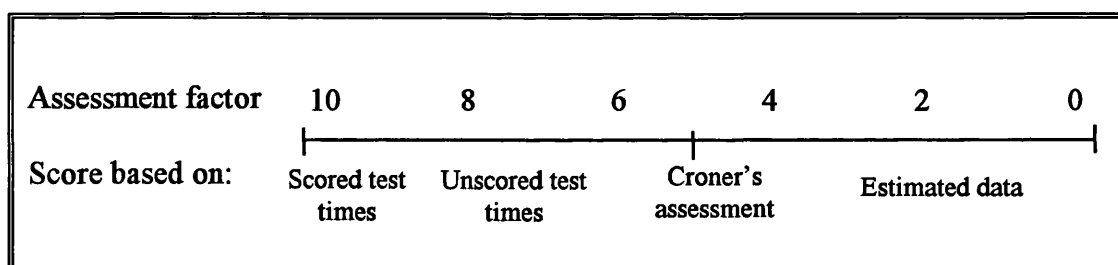 Assessment factor 10 8 6 4 2 0
Score based on: Scored test times Unscored test times Croner's assessment Estimated data